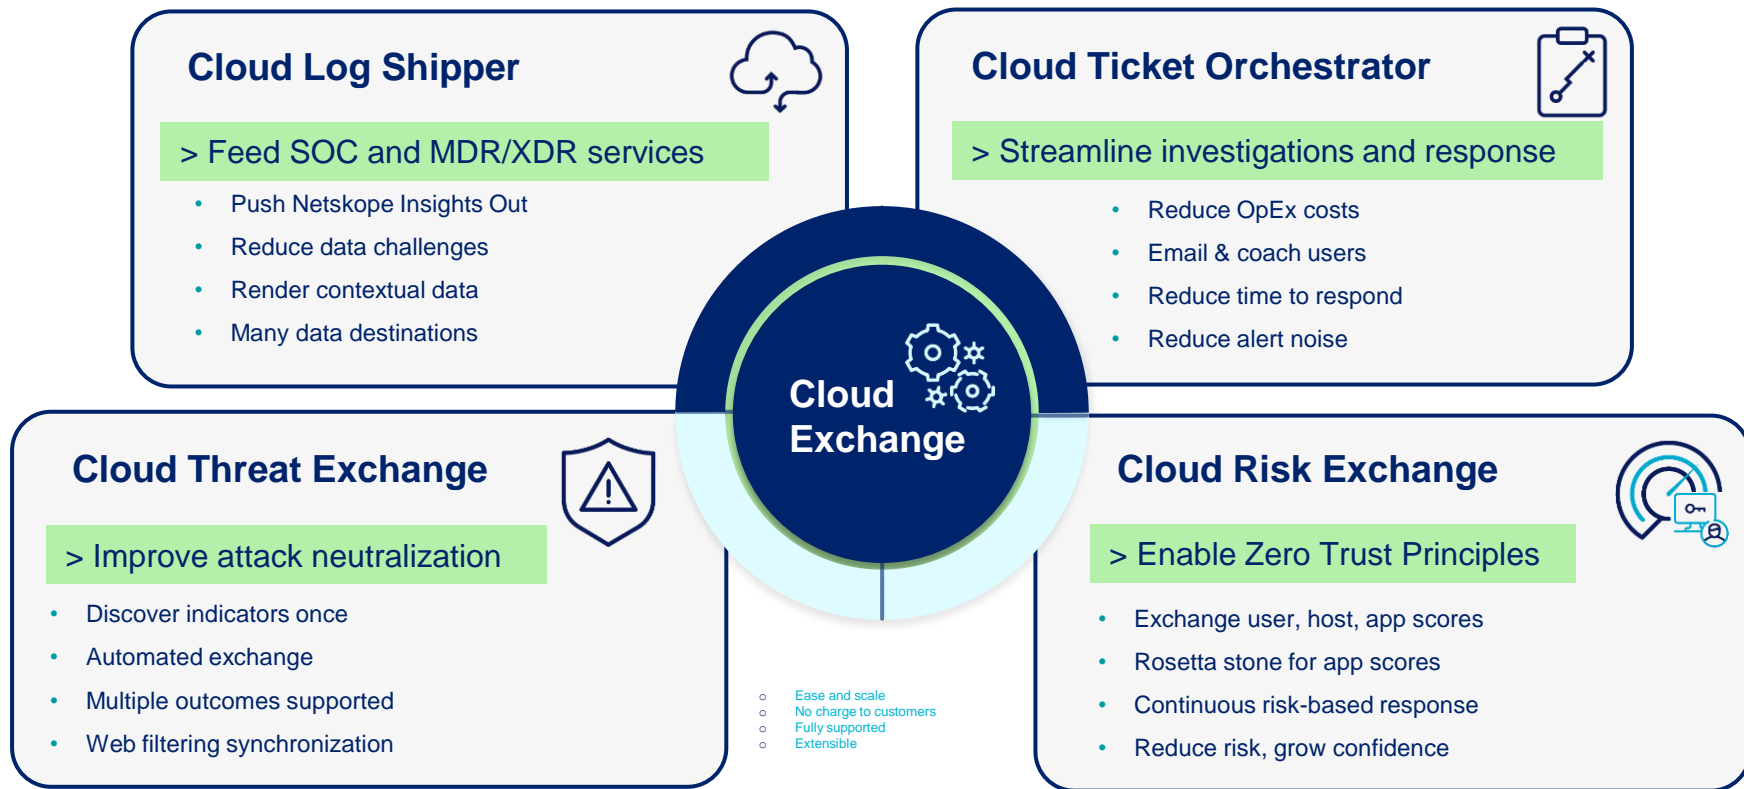 Cloud Log Shipper
> Feed SOC and MDR/XDR services
• Push Netskope Insights Out
• Reduce data challenges
• Render contextual data
• Many data destinations
Cloud Ticket Orchestrator
> Streamline investigations and response
• Reduce OpEx costs
• Email & coach users
• Reduce time to respond
• Reduce alert noise
Cloud
Exchange
Cloud Threat Exchange
> Improve attack neutralization
• Discover indicators once
• Automated exchange
• Multiple outcomes supported
• Web filtering synchronization
o Ease and scale
o No charge to customers
o Fully supported
o Extensible
Cloud Risk Exchange
> Enable Zero Trust Principles
• Exchange user, host, app scores
• Rosetta stone for app scores
• Continuous risk-based response
• Reduce risk, grow confidence